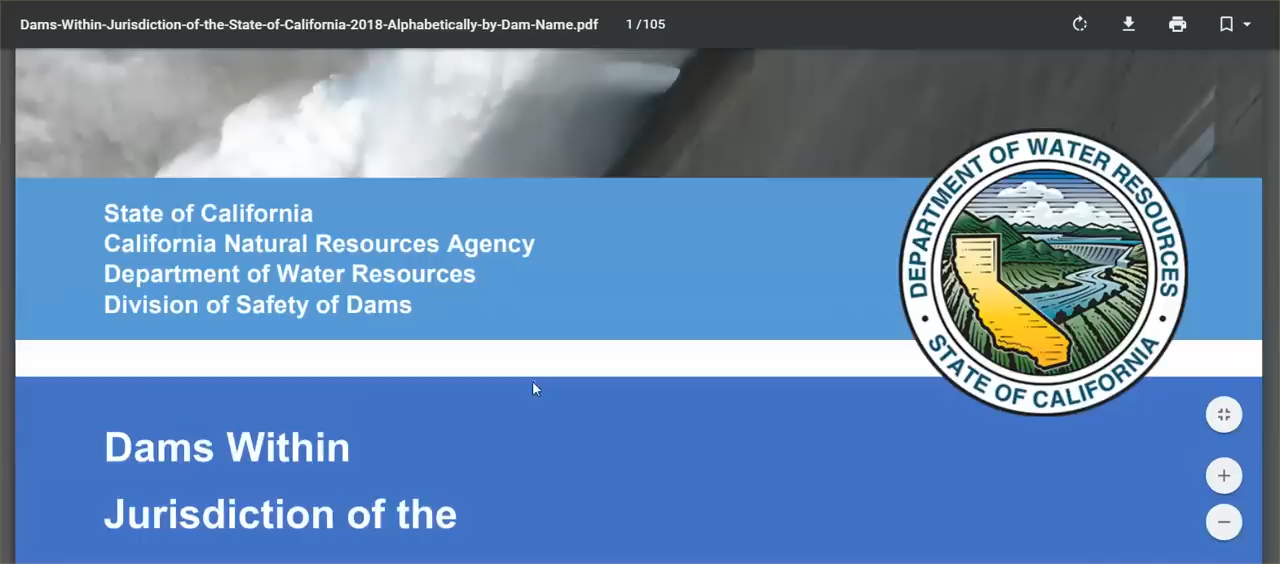 Dams-Within-Jurisdiction-of-the-State-of-California-2018-Alphabetically-by-Dam-Name.pdf 1 / 105
State of California
California Natural Resources Agency
Department of Water Resources
Division of Safety of Dams
DEPARTMENT OF WATER RESOURCES
STATE OF CALIFORNIA
Dams Within
Jurisdiction of the